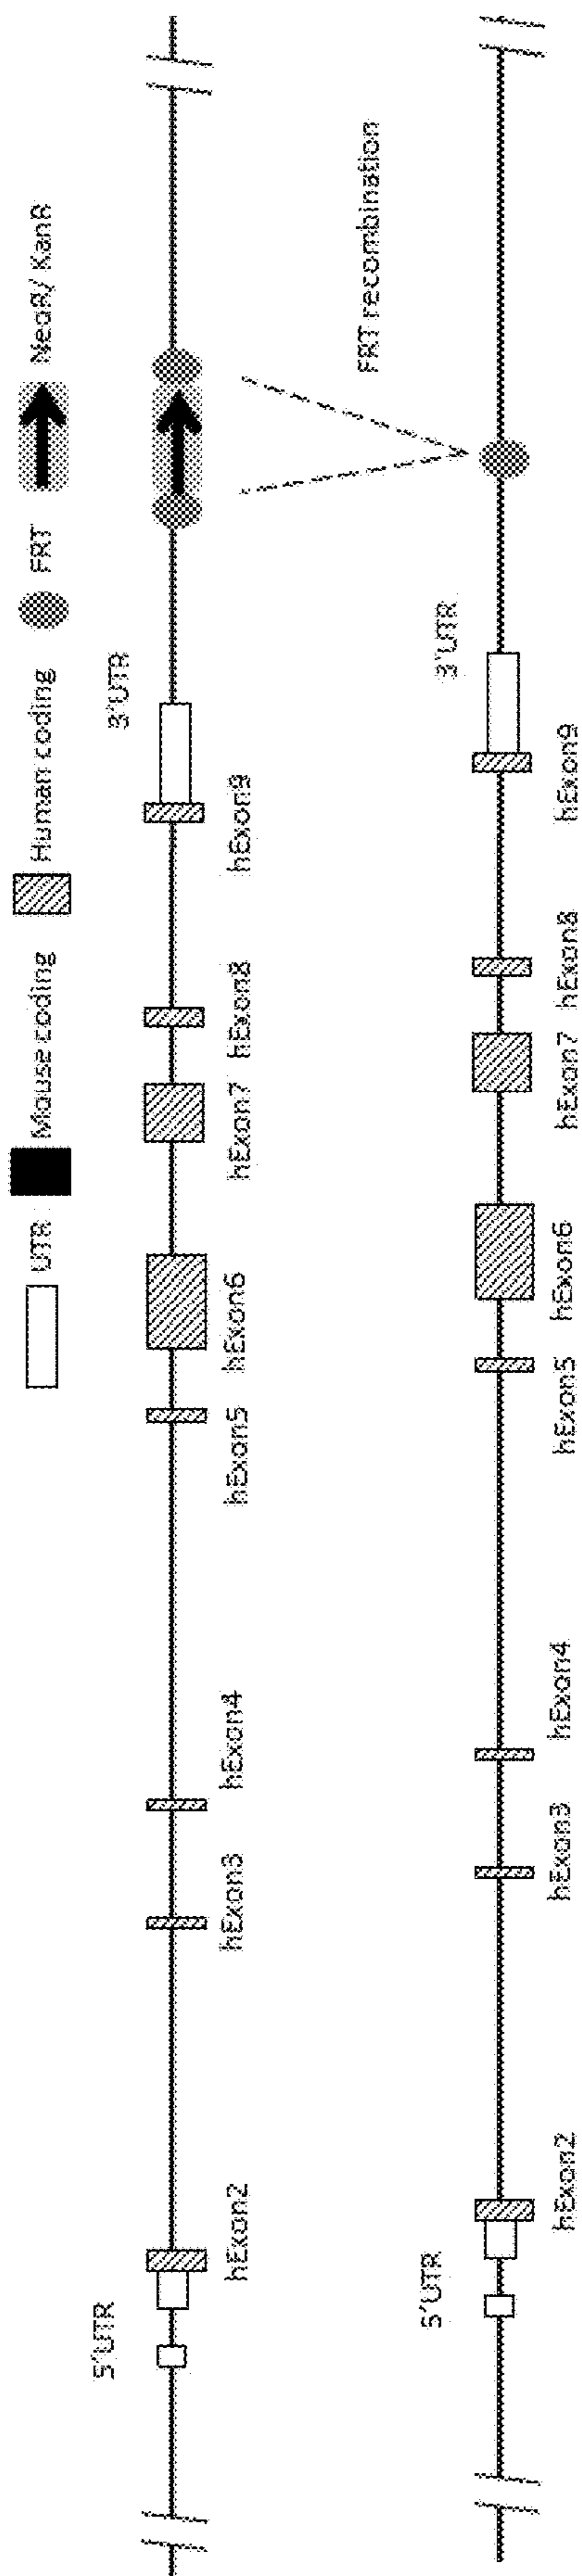 UTR
Mouse coding
Human coding
FRT
NeoR/ KanR
5'UTR
3'UTR
hExon2
hExon3
hExon4
hExon5
hExon6
hExon7
hExon8
hExon9
FRT recombination
5'UTR
3'UTR
hExon2
hExon3
hExon4
hExon5
hExon6
hExon7
hExon8
hExon9